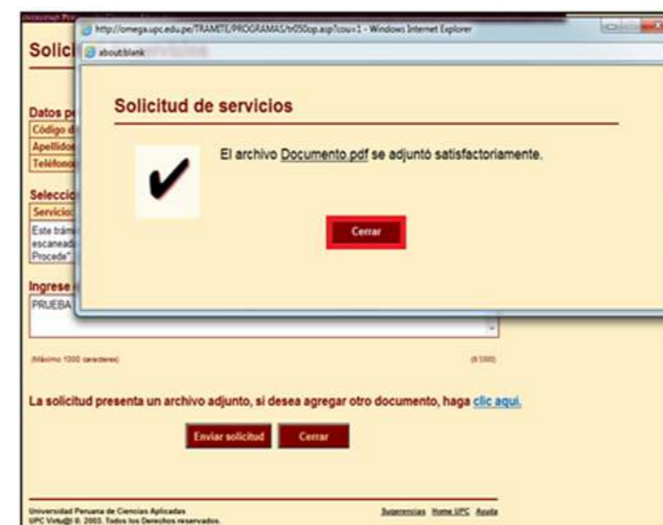 http://omega.upc.edu.pe/TRAMITE/PROGRAMAS/tr050op.asp?cou=1 - Windows Internet Explorer
about:blank
Solici
Solicitud de servicios
El archivo Documento.pdf se adjuntó satisfactoriamente.
Cerrar
Datos pe
Código d
Apellidos
Teléfono
Seleccio
Servicio:
Este trám
escanead
Procede"
Ingrese
PRUEBA
(Máximo 1000 caracteres)
La solicitud presenta un archivo adjunto, si desea agregar otro documento, haga clic aquí.
Enviar solicitud Cerrar
Universidad Peruana de Ciencias Aplicadas
Sugerencias Home UPC Ayuda
UPC Virtu@l ©. 2003. Todos los Derechos reservados.